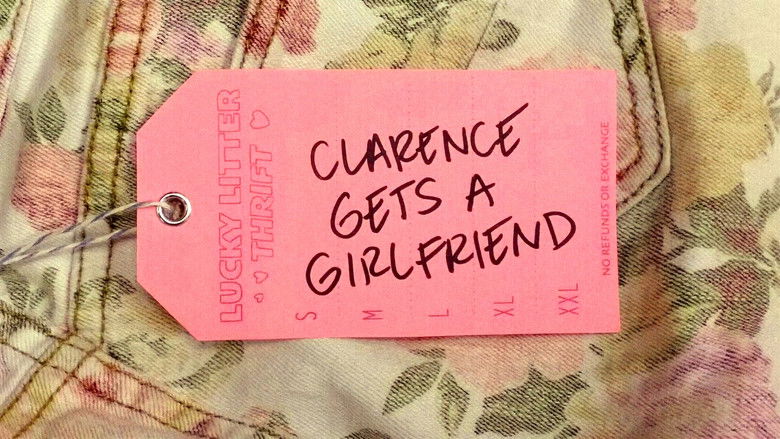 LUCKY LITTER
THRIFT
CLARENCE
GETS A
GIRLFRIEND
S
M
L
XL
XXL
NO REFUNDS OR EXCHANGE